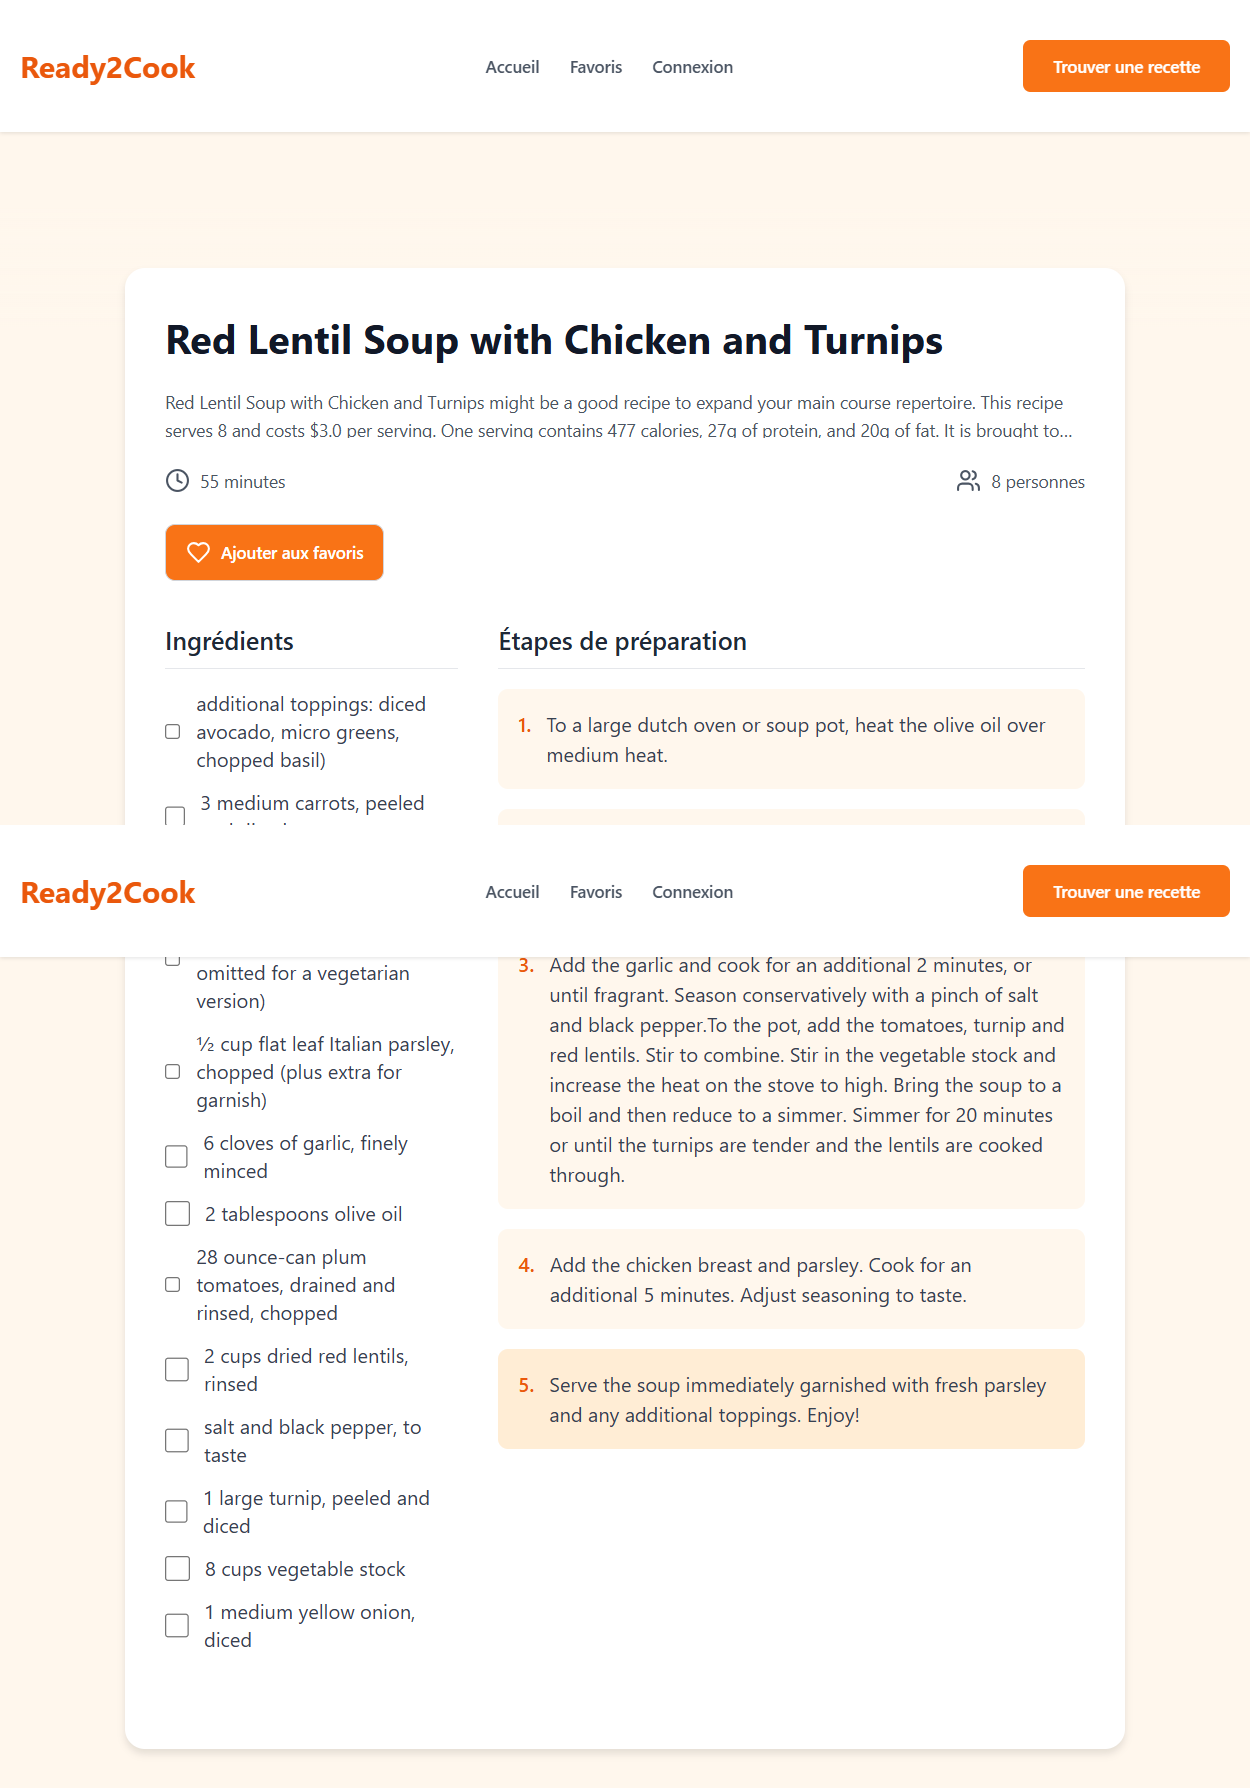 Ready2Cook
Accueil Favoris Connexion
Trouver une recette
Red Lentil Soup with Chicken and Turnips
Red Lentil Soup with Chicken and Turnips might be a good recipe to expand your main course repertoire. This recipe
serves 8 and costs $3.0 per serving. One serving contains 477 calories, 27g of protein, and 20g of fat. It is brought to...
55 minutes
8 personnes
Ajouter aux favoris
Ingrédients
additional toppings: diced
avocado, micro greens,
chopped basil)
3 medium carrots, peeled
Étapes de préparation
1. To a large dutch oven or soup pot, heat the olive oil over
medium heat.
Ready2Cook
Accueil Favoris Connexion
Trouver une recette
omitted for a vegetarian
version)
½ cup flat leaf Italian parsley,
chopped (plus extra for
garnish)
6 cloves of garlic, finely
minced
2 tablespoons olive oil
28 ounce-can plum
tomatoes, drained and
rinsed, chopped
2 cups dried red lentils,
rinsed
salt and black pepper, to
taste
1 large turnip, peeled and
diced
8 cups vegetable stock
1 medium yellow onion,
diced
3. Add the garlic and cook for an additional 2 minutes, or
until fragrant. Season conservatively with a pinch of salt
and black pepper.To the pot, add the tomatoes, turnip and
red lentils. Stir to combine. Stir in the vegetable stock and
increase the heat on the stove to high. Bring the soup to a
boil and then reduce to a simmer. Simmer for 20 minutes
or until the turnips are tender and the lentils are cooked
through.
4. Add the chicken breast and parsley. Cook for an
additional 5 minutes. Adjust seasoning to taste.
5. Serve the soup immediately garnished with fresh parsley
and any additional toppings. Enjoy!